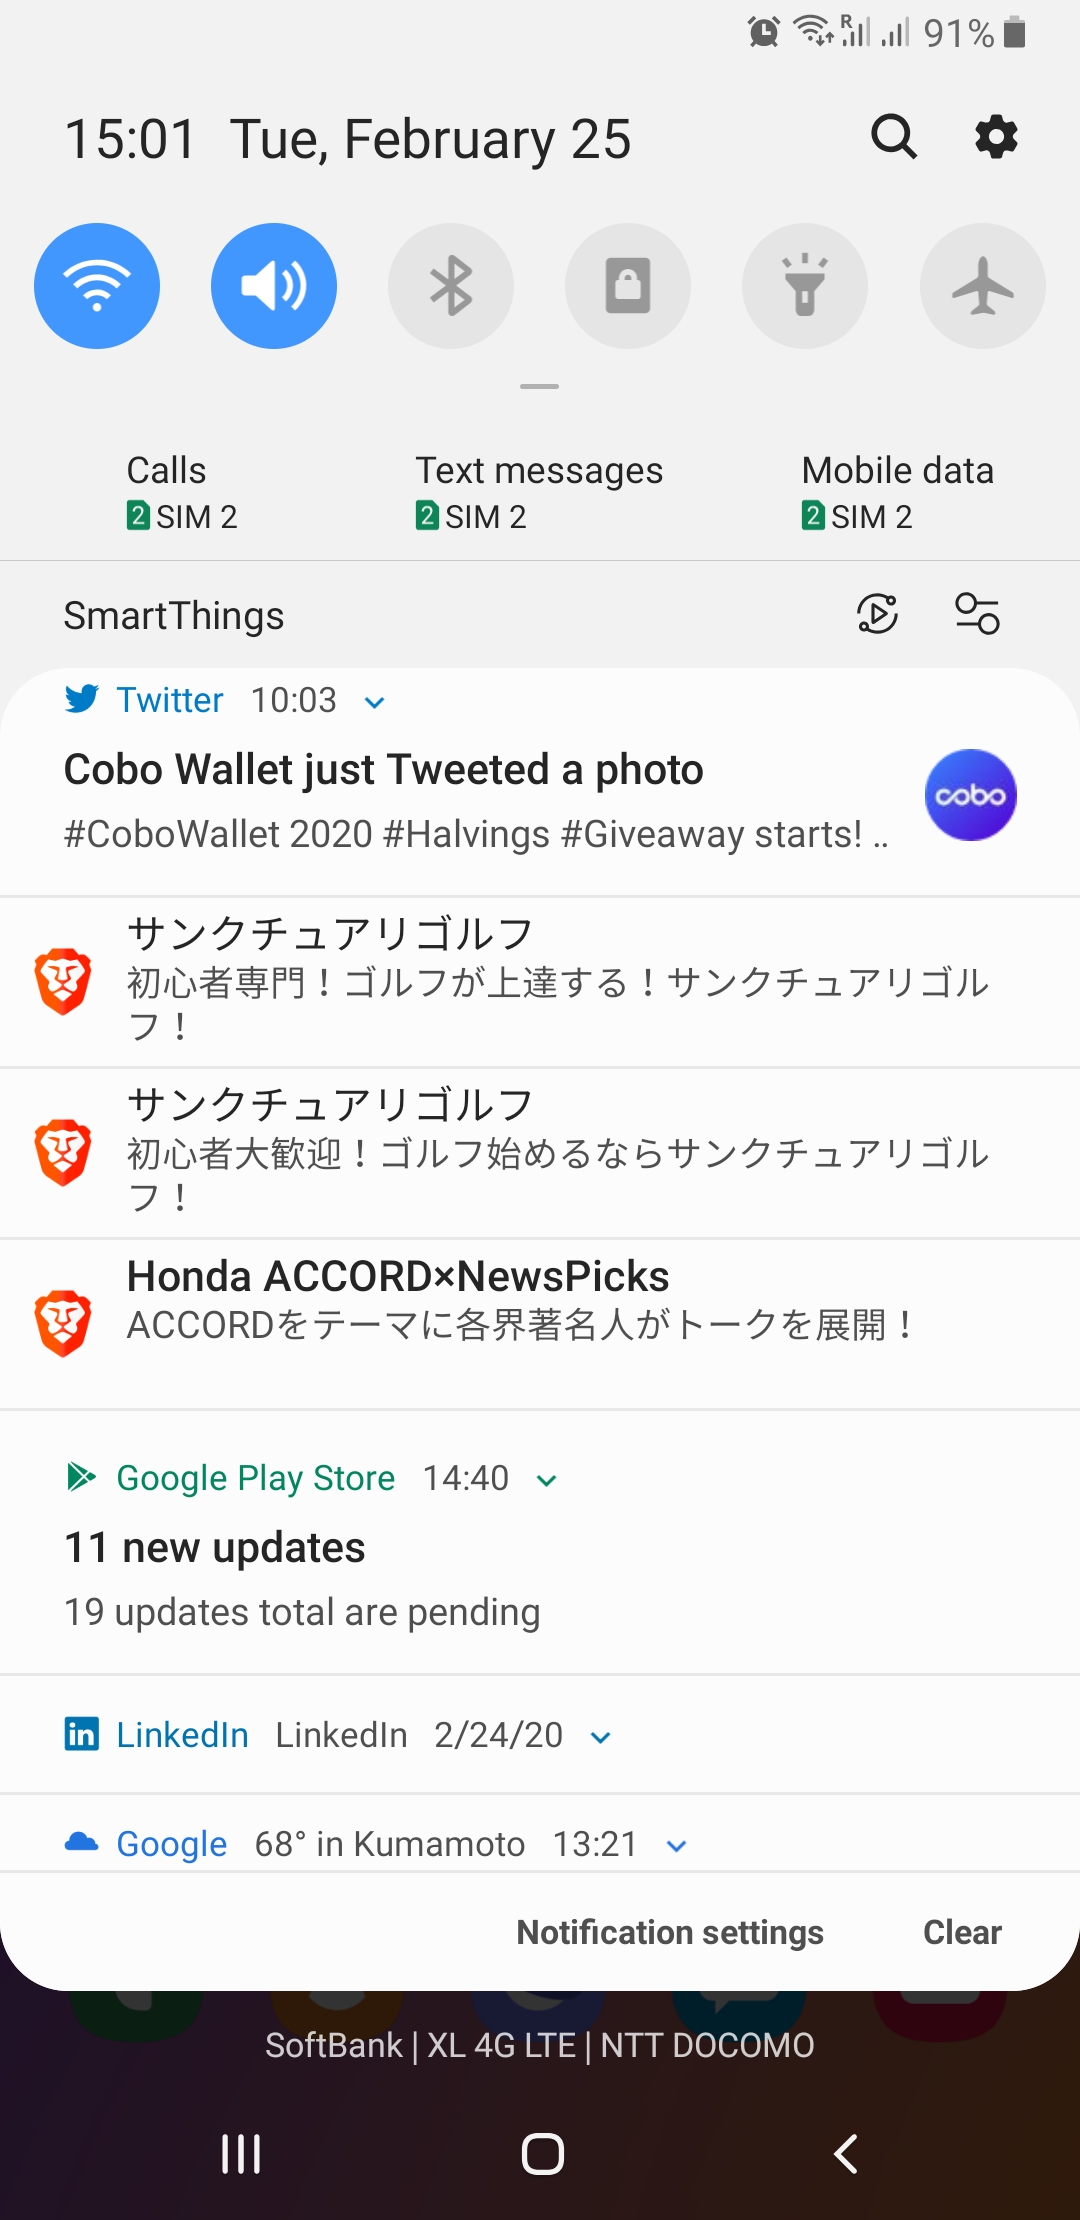 R 91%
15:01 Tue, February 25
Calls Text messages Mobile data
2 SIM 2 2 SIM 2 2 SIM 2
SmartThings
Twitter 10:03
Cobo Wallet just Tweeted a photo
cobo
#CoboWallet 2020 #Halvings #Giveaway starts! ..
サンクチュアリゴルフ
初心者専門！ゴルフが上達する！サンクチュアリゴル
フ！
サンクチュアリゴルフ
初心者大歓迎！ゴルフ始めるならサンクチュアリゴル
フ！
Honda ACCORD×NewsPicks
ACCORDをテーマに各界著名人がトークを展開！
Google Play Store 14:40
11 new updates
19 updates total are pending
in LinkedIn LinkedIn 2/24/20
Google 68° in Kumamoto 13:21
Notification settings Clear
SoftBank | XL 4G LTE | NTT DOCOMO